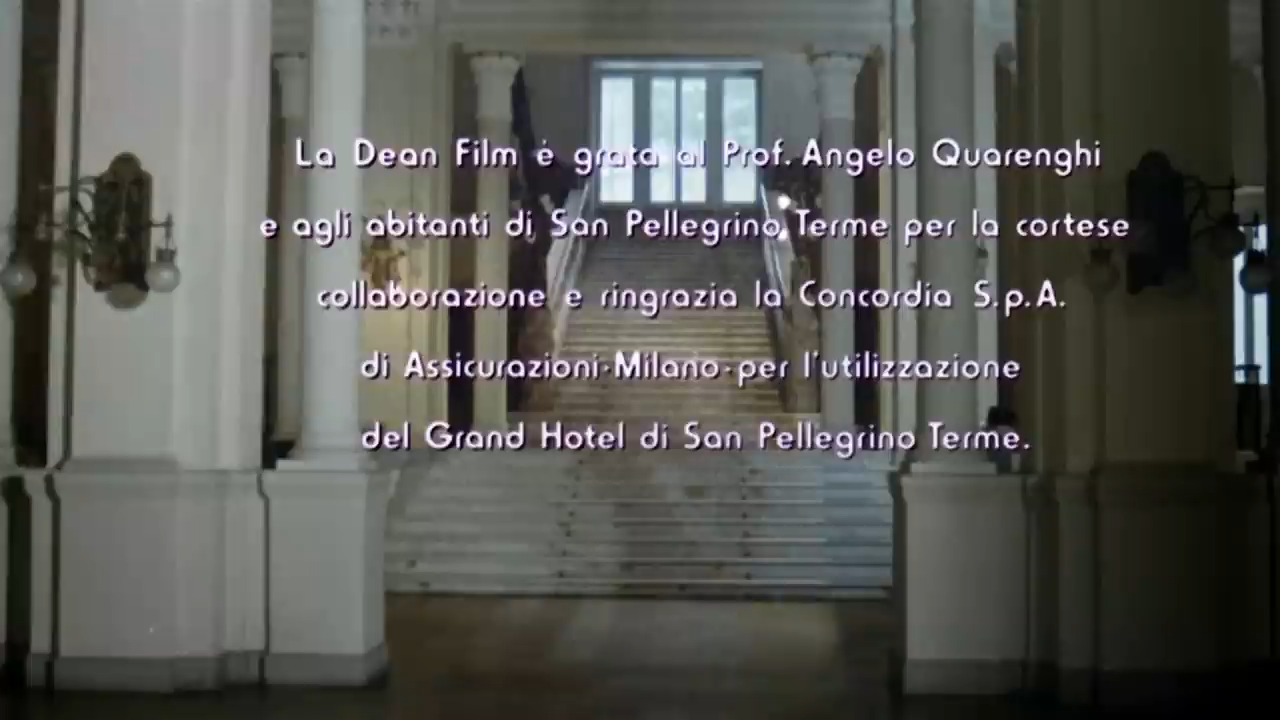 La Dean Film è grata al Prof. Angelo Quarenghi
e agli abitanti di San Pellegrino Terme per la cortese
collaborazione e ringrazia la Concordia S.p.A.
di Assicurazioni·Milano·per l'utilizzazione
del Grand Hotel di San Pellegrino Terme.